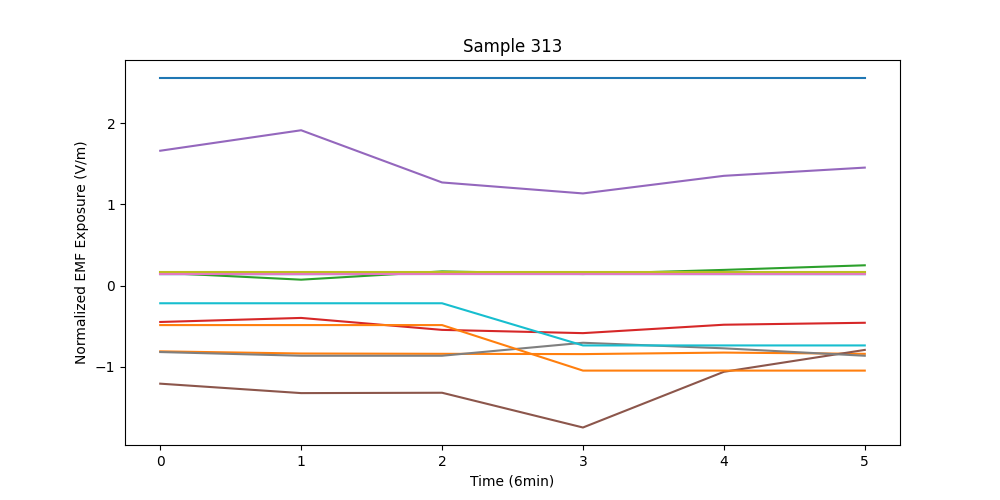 Sample 313
Normalized EMF Exposure (V/m)
2
1
0
−1
0 1 2 3 4 5
Time (6min)